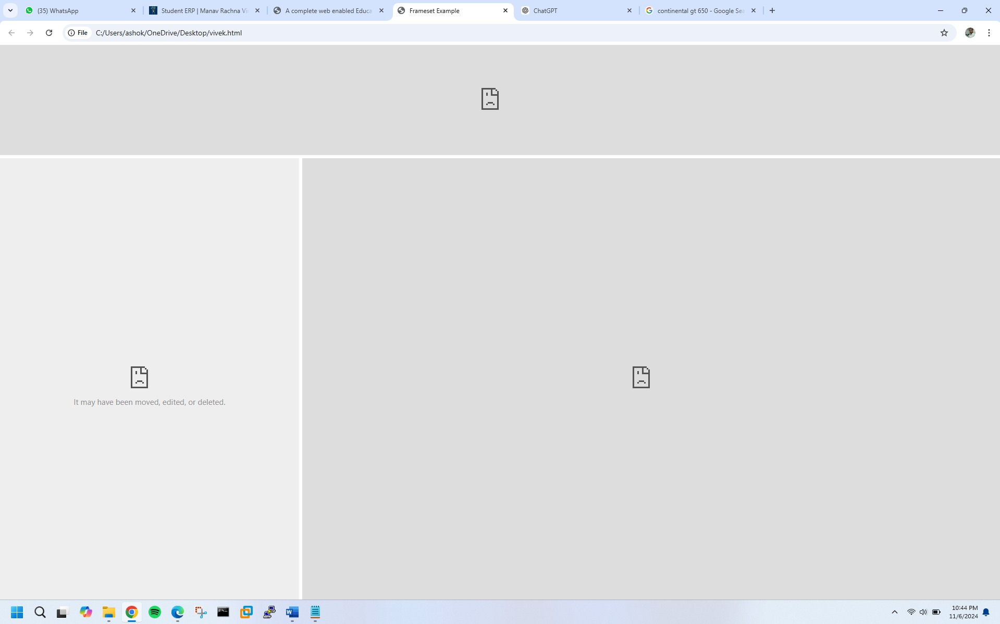 (35) WhatsApp
Student ERP | Manav Rachna Vi
A complete web enabled Educa
Frameset Example
ChatGPT
continental gt 650 - Google Sea
File
C:/Users/ashok/OneDrive/Desktop/vivek.html
It may have been moved, edited, or deleted.
10:44 PM
11/6/2024